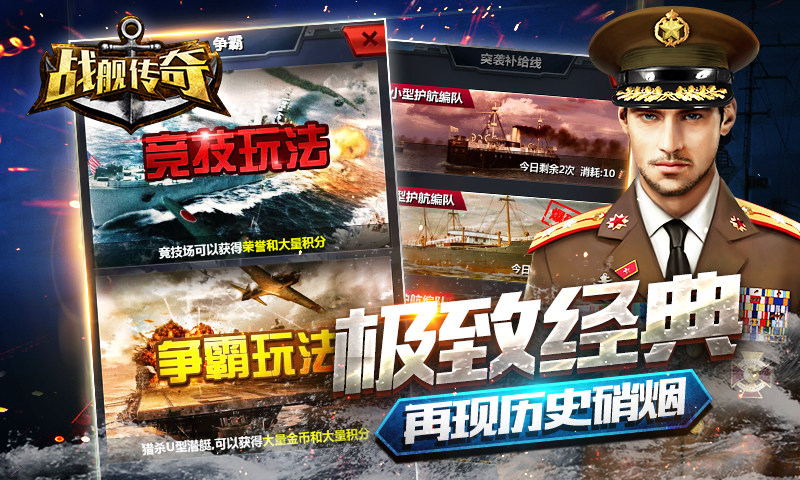 战舰传奇
争霸
竞技玩法
竞技场可以获得荣誉和大量积分
争霸玩法
猎杀U型潜艇,可以获得大量金币和大量积分
突袭补给线
小型护航编队
今日剩余2次 消耗:10
型护航编队
今日
极致经典
再现历史硝烟